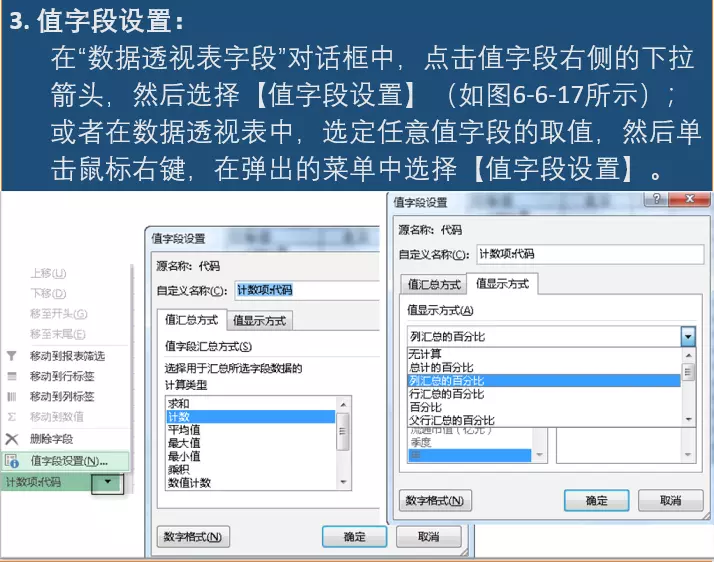 3. 值字段设置：
在“数据透视表字段”对话框中，点击值字段右侧的下拉
箭头，然后选择【值字段设置】（如图6-6-17所示）；
或者在数据透视表中，选定任意值字段的取值，然后单
击鼠标右键，在弹出的菜单中选择【值字段设置】。
上移(U)
下移(D)
移至开头(G)
移至末尾(E)
移动到报表筛选
移动到行标签
移动到列标签
移动到数值
删除字段
值字段设置(N)...
计数项:代码
值字段设置
源名称: 代码
自定义名称(C): 计数项:代码
值汇总方式 值显示方式
值字段汇总方式(S)
选择用于汇总所选字段数据的
计算类型
求和
计数
平均值
最大值
最小值
乘积
数值计数
数字格式(N) 确定 取消
值字段设置
源名称: 代码
自定义名称(C): 计数项:代码
值汇总方式 值显示方式
值显示方式(A)
列汇总的百分比
无计算
总计的百分比
列汇总的百分比
行汇总的百分比
百分比
父行汇总的百分比
流通市值（亿元）
季度
数字格式(N) 确定 取消